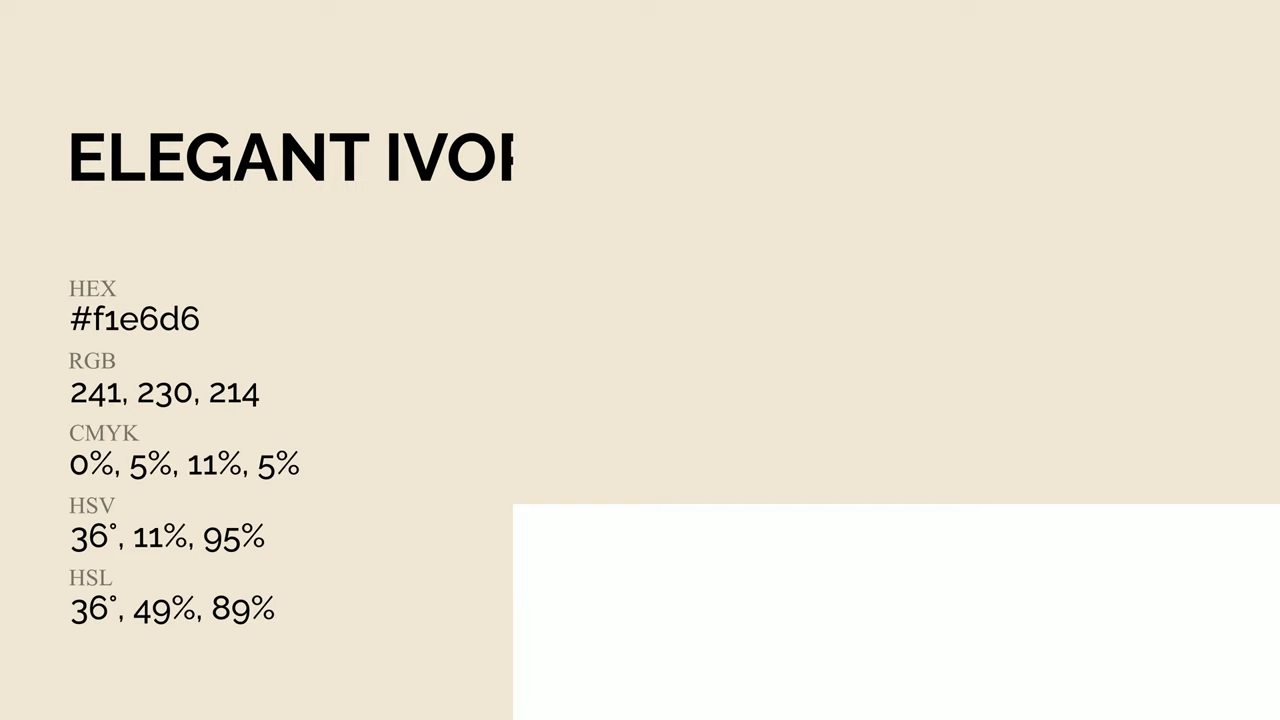 ELEGANT IVO
HEX
#f1e6d6
RGB
241, 230, 214
CMYK
0%, 5%, 11%, 5%
HSV
36°, 11%, 95%
HSL
36°, 49%, 89%